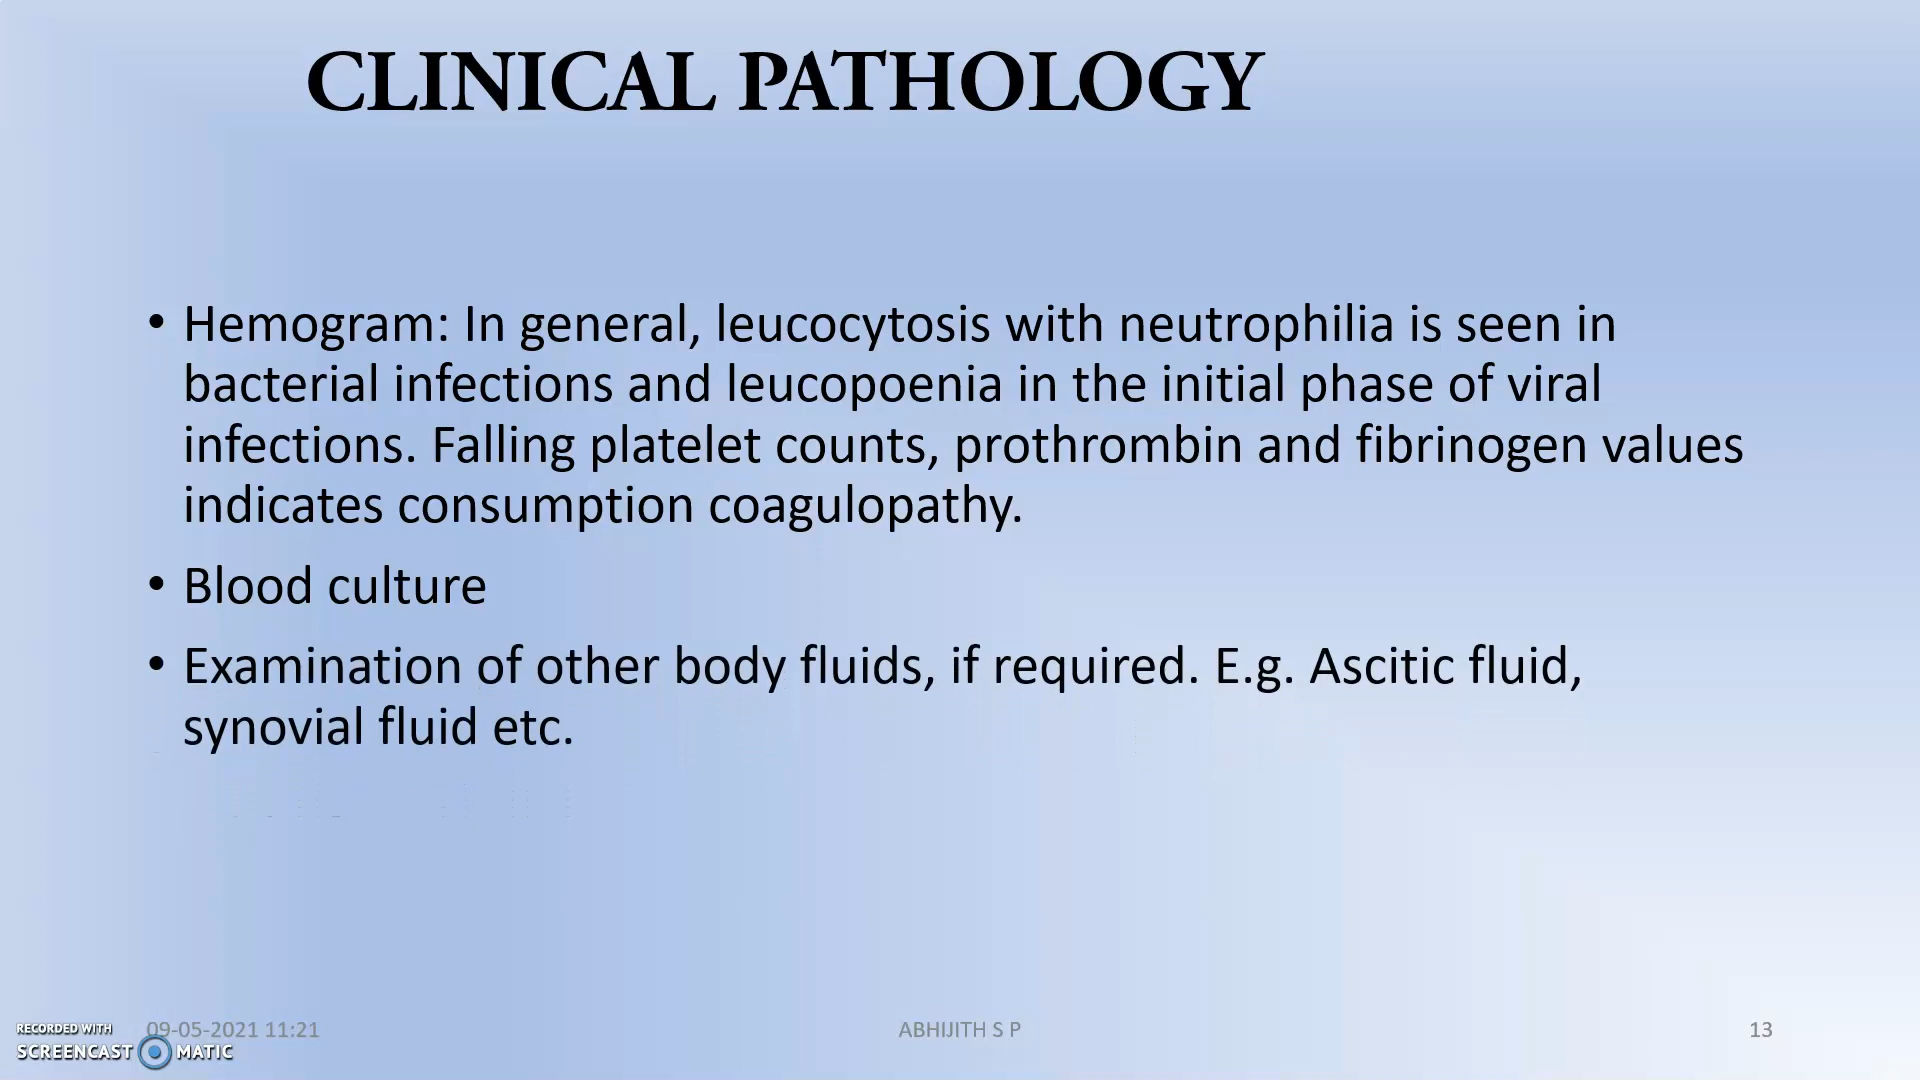 CLINICAL PATHOLOGY
• Hemogram: In general, leucocytosis with neutrophilia is seen in
bacterial infections and leucopoenia in the initial phase of viral
infections. Falling platelet counts, prothrombin and fibrinogen values
indicates consumption coagulopathy.
• Blood culture
• Examination of other body fluids, if required. E.g. Ascitic fluid,
synovial fluid etc.
09-05-2021 11:21
ABHIJITH S P
13
RECORDED WITH
SCREENCAST MATIC